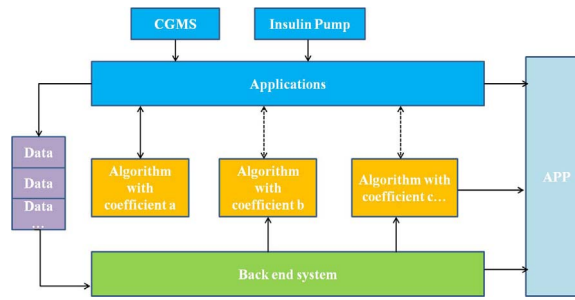 CGMS
Insulin Pump
Applications
Data
Data
Data
...
Algorithm
with
coefficient a
Algorithm
with
coefficient b
Algorithm with
coefficient c...
APP
Back end system